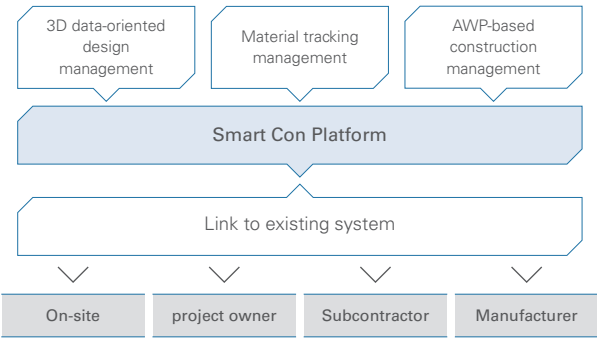 3D data-oriented
design
management
Material tracking
management
AWP-based
construction
management
Smart Con Platform
Link to existing system
On-site
project owner
Subcontractor
Manufacturer